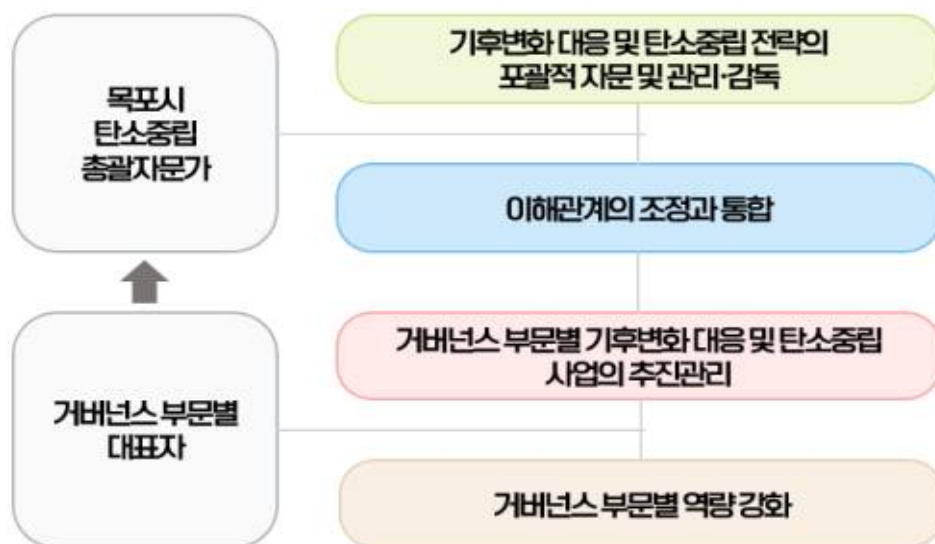 목포시
탄소중립
총괄자문가
기후변화 대응 및 탄소중립 전략의
포괄적 자문 및 관리·감독
이해관계의 조정과 통합
거버넌스 부문별
대표자
거버넌스 부문별 기후변화 대응 및 탄소중립
사업의 추진관리
거버넌스 부문별 역량 강화